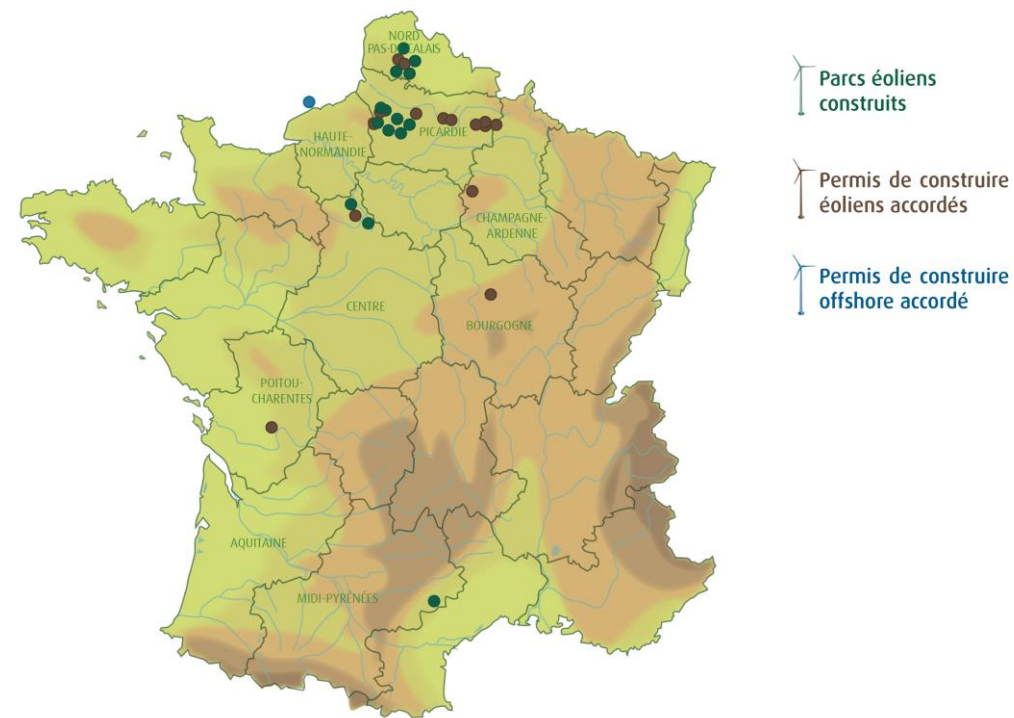 NORD
PAS-DE-CALAIS
HAUTE-
NORMANDIE
PICARDIE
CHAMPAGNE-
ARDENNE
CENTRE
BOURGOGNE
POITOU-
CHARENTES
AQUITAINE
MIDI-PYRÉNÉES
Parcs éoliens
construits
Permis de construire
éoliens accordés
Permis de construire
offshore accordé